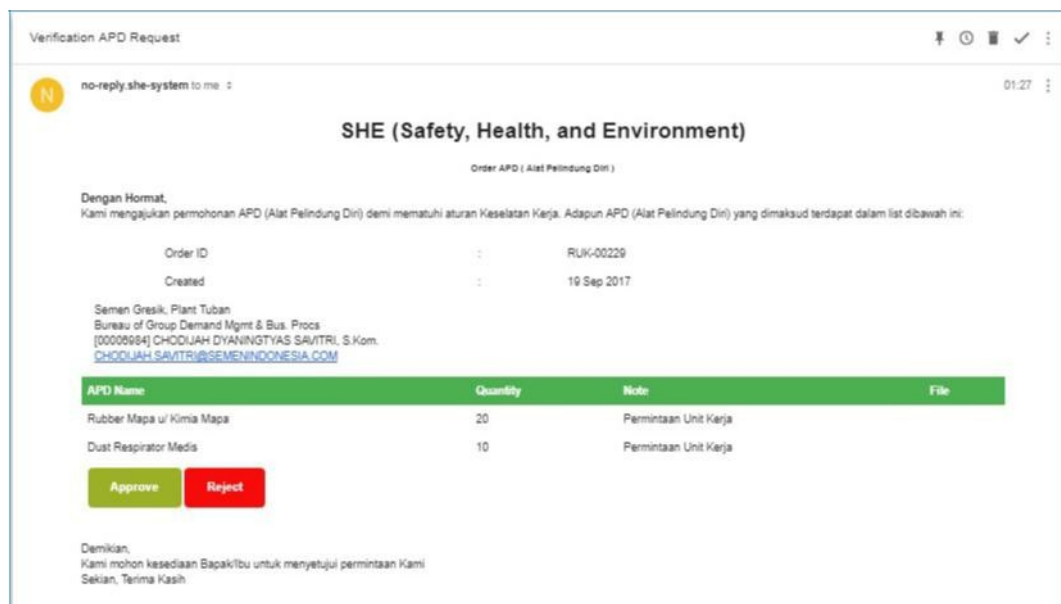 Verification APD Request
N
no-reply.she-system to me
01:27
SHE (Safety, Health, and Environment)
Order APD ( Alat Pelindung Diri )
Dengan Hormat,
Kami mengajukan permohonan APD (Alat Pelindung Diri) demi mematuhi aturan Keselatan Kerja. Adapun APD (Alat Pelindung Diri) yang dimaksud terdapat dalam list dibawah ini:
Order ID : RUK-00229
Created : 19 Sep 2017
Semen Gresik, Plant Tuban
Bureau of Group Demand Mgmt & Bus. Procs
[00006984] CHODIJAH DYANINGTYAS SAVITRI, S.Kom.
CHODIJAH.SAVITRI@SEMENINDONESIA.COM
APD Name Quantity Note File
Rubber Mapa u/ Kimia Mapa 20 Permintaan Unit Kerja
Dust Respirator Medis 10 Permintaan Unit Kerja
Approve Reject
Demikian,
Kami mohon kesediaan Bapak/Ibu untuk menyetujui permintaan Kami
Sekian, Terima Kasih